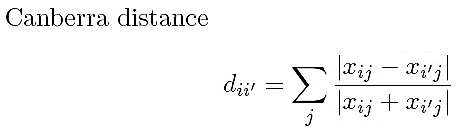 Canberra distance
d_{ii'} = \sum_j \frac{|x_{ij} - x_{i'j}|}{|x_{ij} + x_{i'j}|}